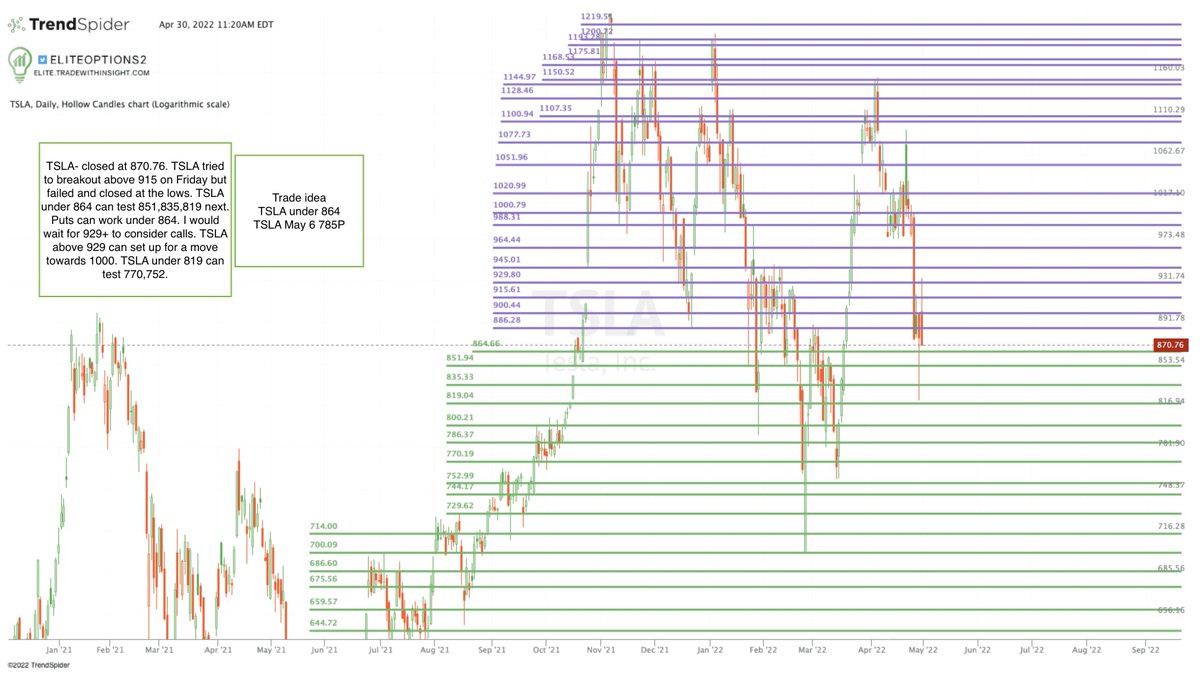 TrendSpider
Apr 30, 2022 11:20AM EDT
ELITEOPTIONS2
ELITE.TRADEWITHINSIGHT.COM
TSLA, Daily, Hollow Candles chart (Logarithmic scale)
TSLA- closed at 870.76. TSLA tried
to breakout above 915 on Friday but
failed and closed at the lows. TSLA
under 864 can test 851,835,819 next.
Puts can work under 864. I would
wait for 929+ to consider calls. TSLA
above 929 can set up for a move
towards 1000. TSLA under 819 can
test 770,752.
Trade idea
TSLA under 864
TSLA May 6 785P
TSLA
Tesla, Inc.
1200.72
1175.81
1168.53
1150.52
1144.97
1128.46
1107.35
1100.94
1077.73
1051.96
1020.99
1000.79
988.31
964.44
945.01
929.80
915.61
900.44
886.28
864.66
851.94
835.33
819.04
800.21
786.37
770.19
752.99
744.17
729.62
714.00
700.09
686.60
675.56
659.57
644.72
1160.03
1110.29
1062.67
1017.10
973.48
931.74
891.78
870.76
853.54
816.94
781.90
748.37
716.28
685.56
656.16
Jan '21 Feb '21 Mar '21 Apr '21 May '21 Jun '21 Jul '21 Aug '21 Sep '21 Oct '21 Nov '21 Dec '21 Jan '22 Feb '22 Mar '22 Apr '22 May '22 Jun '22 Jul '22 Aug '22 Sep '22
©2022 TrendSpider